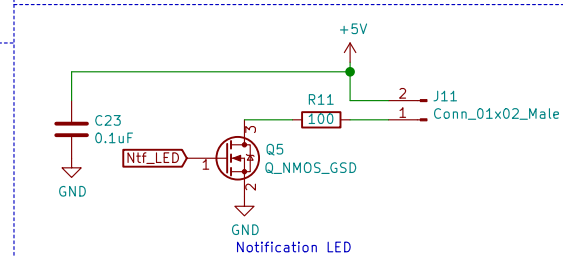 +5V
R11
100
2
1
J11
Conn_01x02_Male
C23
0.1uF
GND
Ntf_LED
1
3
Q5
Q_NMOS_GSD
2
GND
Notification LED